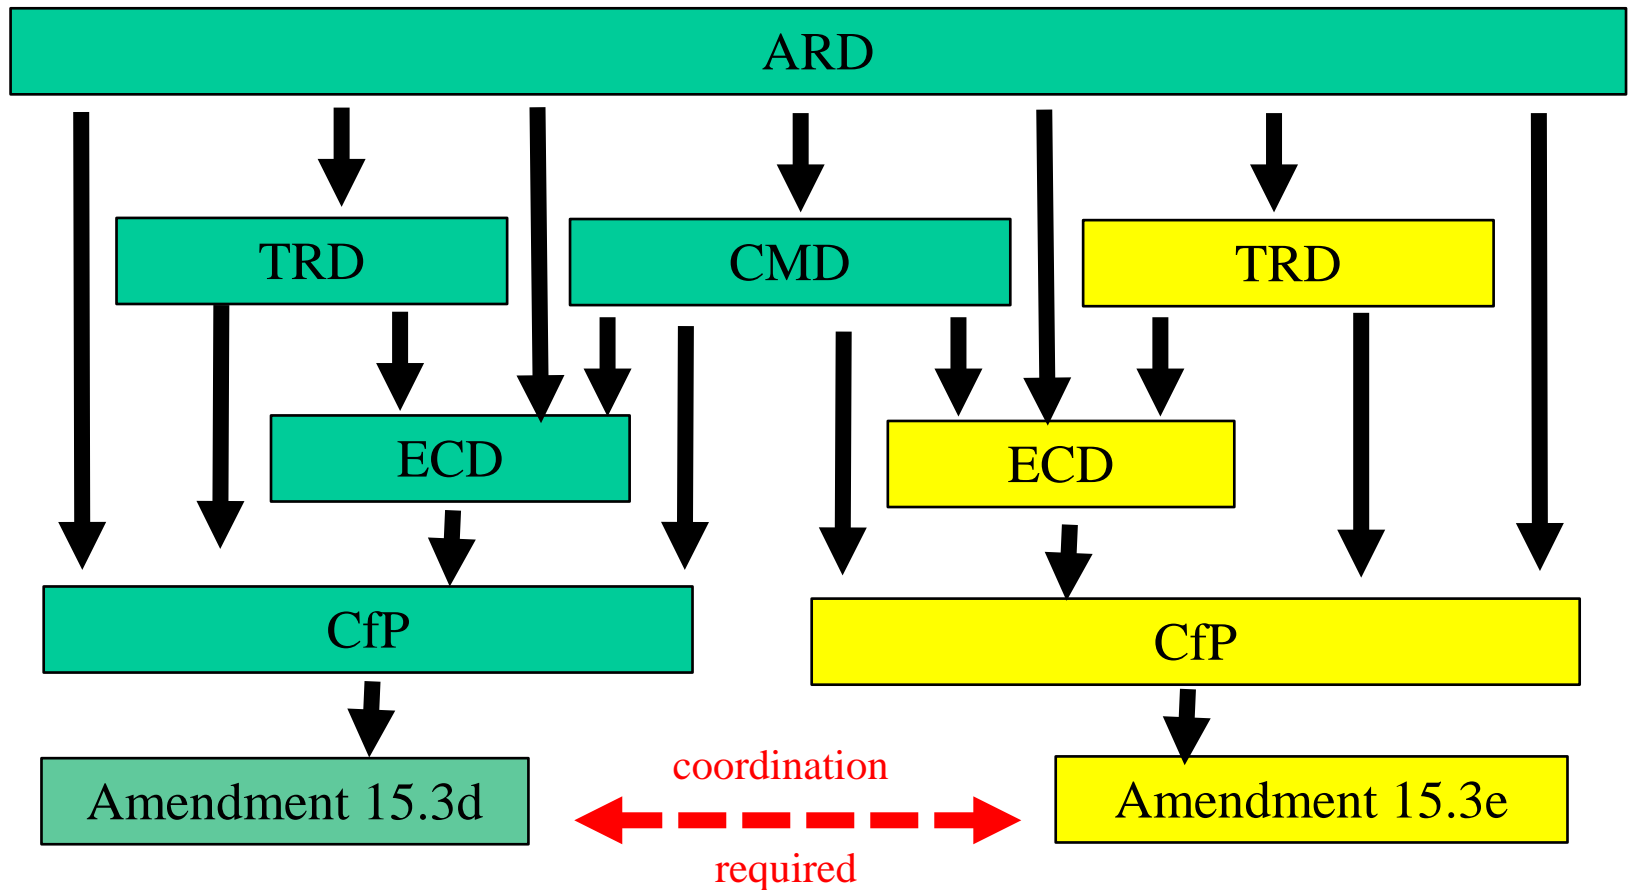 ARD
TRD
CMD
TRD
ECD
ECD
CfP
CfP
Amendment 15.3d
coordination
required
Amendment 15.3e